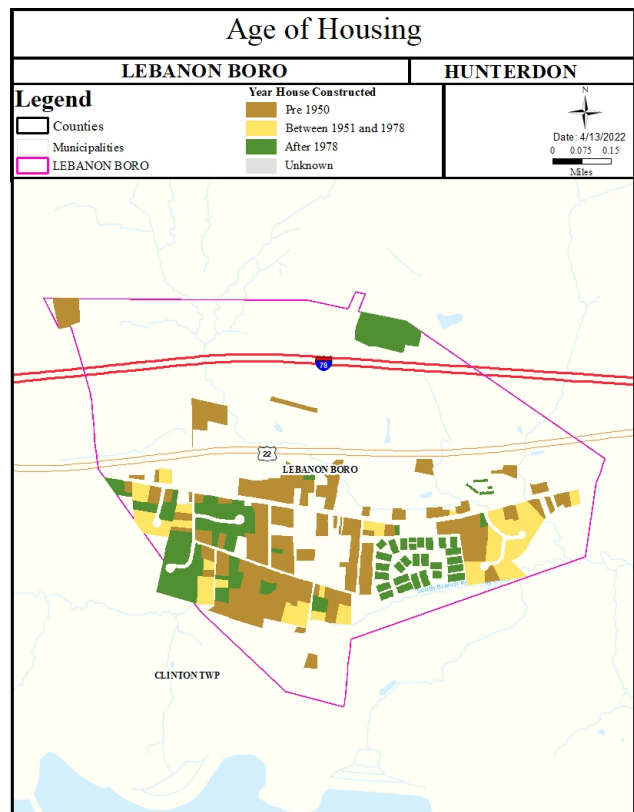 Age of Housing
LEBANON BORO
HUNTERDON
Legend
Counties
Municipalities
LEBANON BORO
Year House Constructed
Pre 1950
Between 1951 and 1978
After 1978
Unknown
N
Date: 4/13/2022
0 0.075 0.15
Miles
78
22
LEBANON BORO
South Branch
CLINTON TWP